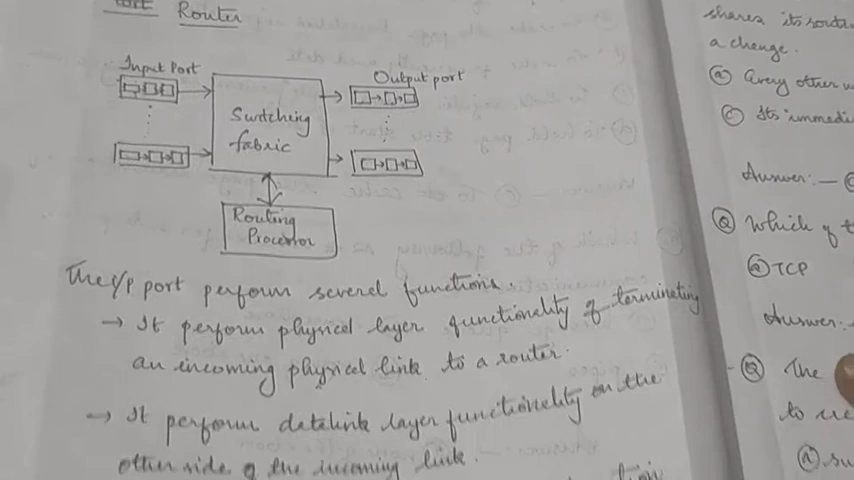 Router
Input Port
Output port
Switching
fabric
Routing
Processor
The i/p port perform several functions.
→ It perform physical layer functionality of terminating
an incoming physical link to a router.
→ It perform datalink layer functionality on the
other side of the incoming link.
shares its
a change.
(a) Every other
(c) Its
Answer:-
(Q) Which of
(a) TCP
Answer:-
(Q) The
to
(a)